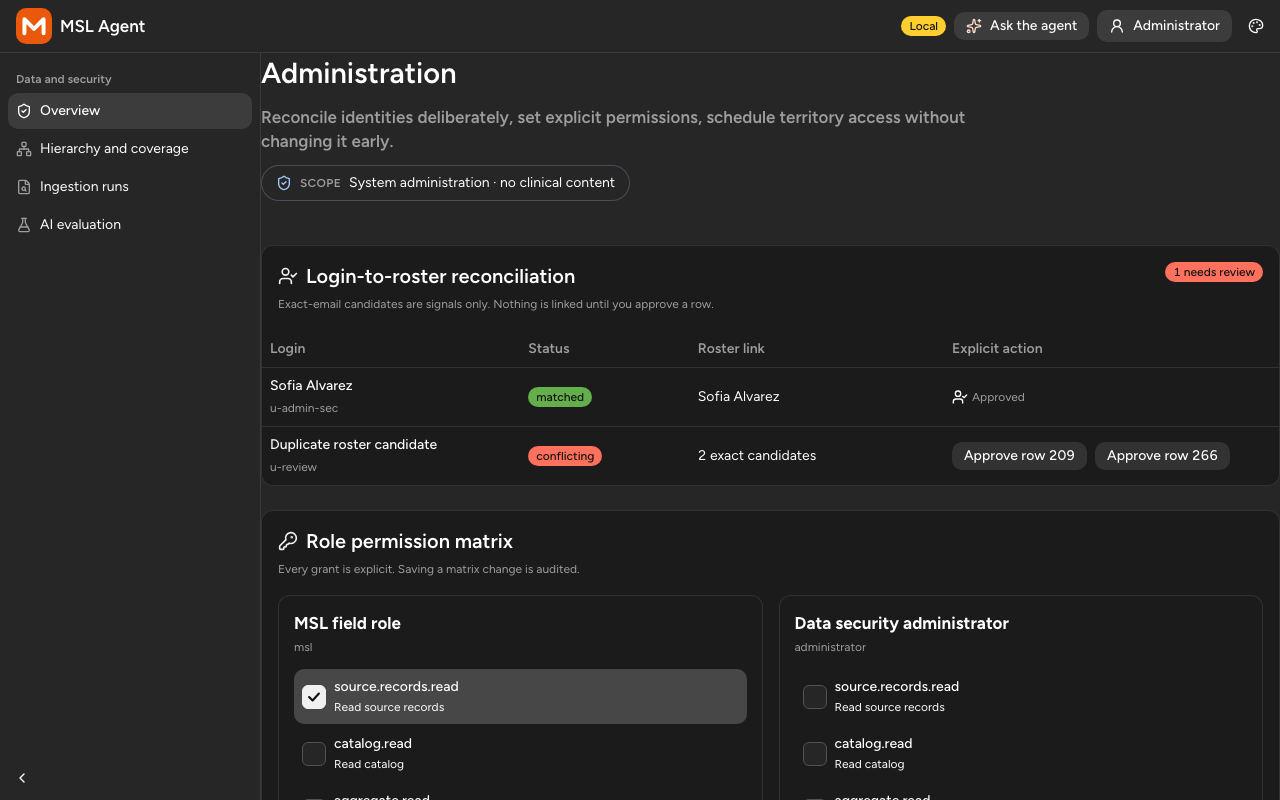 MSL Agent
Local
Ask the agent
Administrator
Data and security
Overview
Hierarchy and coverage
Ingestion runs
AI evaluation
Administration
Reconcile identities deliberately, set explicit permissions, schedule territory access without
changing it early.
SCOPE System administration · no clinical content
Login-to-roster reconciliation
1 needs review
Exact-email candidates are signals only. Nothing is linked until you approve a row.
Login Status Roster link Explicit action
Sofia Alvarez
u-admin-sec
matched
Sofia Alvarez
Approved
Duplicate roster candidate
u-review
conflicting
2 exact candidates
Approve row 209
Approve row 266
Role permission matrix
Every grant is explicit. Saving a matrix change is audited.
MSL field role
msl
source.records.read
Read source records
catalog.read
Read catalog
aggregate.read
Data security administrator
administrator
source.records.read
Read source records
catalog.read
Read catalog
aggregate.read